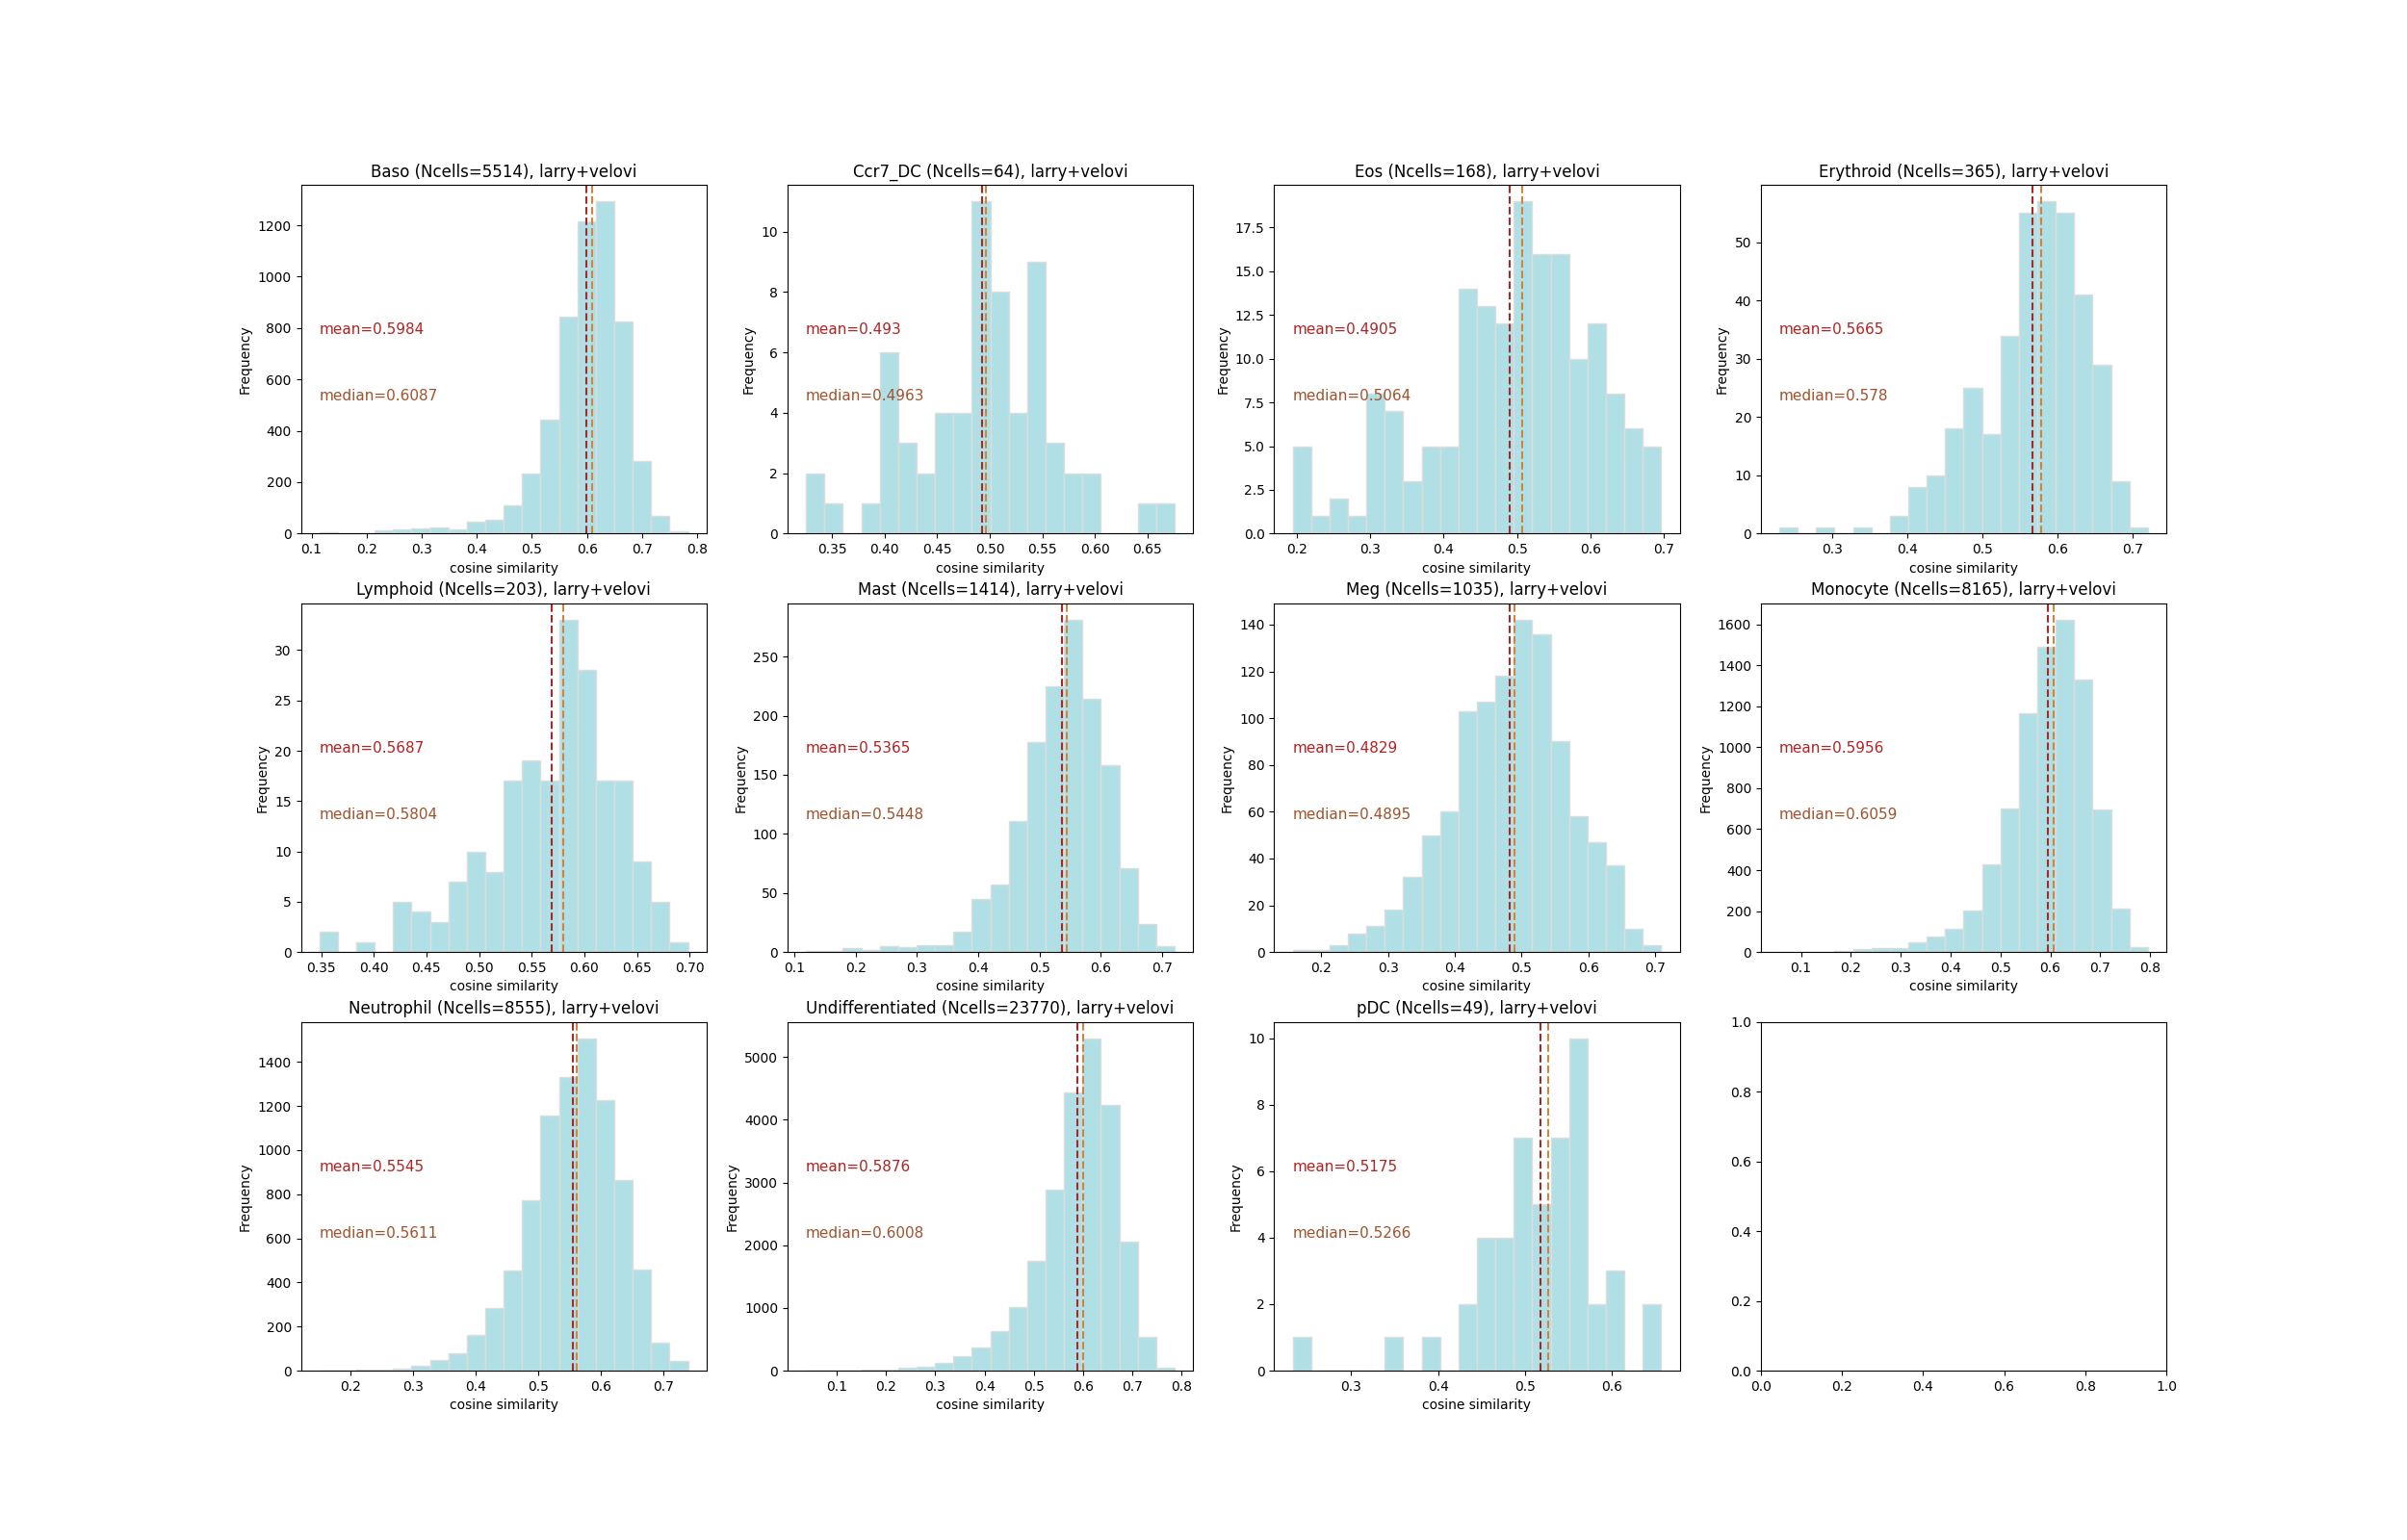 Baso (Ncells=5514), larry+velovi
Frequency
1200
1000
800
600
400
200
0
mean=0.5984
median=0.6087
0.1 0.2 0.3 0.4 0.5 0.6 0.7 0.8
cosine similarity
Ccr7_DC (Ncells=64), larry+velovi
Frequency
10
8
6
4
2
0
mean=0.493
median=0.4963
0.35 0.40 0.45 0.50 0.55 0.60 0.65
cosine similarity
Eos (Ncells=168), larry+velovi
Frequency
17.5
15.0
12.5
10.0
7.5
5.0
2.5
0.0
mean=0.4905
median=0.5064
0.2 0.3 0.4 0.5 0.6 0.7
cosine similarity
Erythroid (Ncells=365), larry+velovi
Frequency
50
40
30
20
10
0
mean=0.5665
median=0.578
0.3 0.4 0.5 0.6 0.7
cosine similarity
Lymphoid (Ncells=203), larry+velovi
Frequency
30
25
20
15
10
5
0
mean=0.5687
median=0.5804
0.35 0.40 0.45 0.50 0.55 0.60 0.65 0.70
cosine similarity
Mast (Ncells=1414), larry+velovi
Frequency
250
200
150
100
50
0
mean=0.5365
median=0.5448
0.1 0.2 0.3 0.4 0.5 0.6 0.7
cosine similarity
Meg (Ncells=1035), larry+velovi
Frequency
140
120
100
80
60
40
20
0
mean=0.4829
median=0.4895
0.2 0.3 0.4 0.5 0.6 0.7
cosine similarity
Monocyte (Ncells=8165), larry+velovi
Frequency
1600
1400
1200
1000
800
600
400
200
0
mean=0.5956
median=0.6059
0.1 0.2 0.3 0.4 0.5 0.6 0.7 0.8
cosine similarity
Neutrophil (Ncells=8555), larry+velovi
Frequency
1400
1200
1000
800
600
400
200
0
mean=0.5545
median=0.5611
0.2 0.3 0.4 0.5 0.6 0.7
cosine similarity
Undifferentiated (Ncells=23770), larry+velovi
Frequency
5000
4000
3000
2000
1000
0
mean=0.5876
median=0.6008
0.1 0.2 0.3 0.4 0.5 0.6 0.7 0.8
cosine similarity
pDC (Ncells=49), larry+velovi
Frequency
10
8
6
4
2
0
mean=0.5175
median=0.5266
0.3 0.4 0.5 0.6
cosine similarity
1.0
0.8
0.6
0.4
0.2
0.0
0.0 0.2 0.4 0.6 0.8 1.0